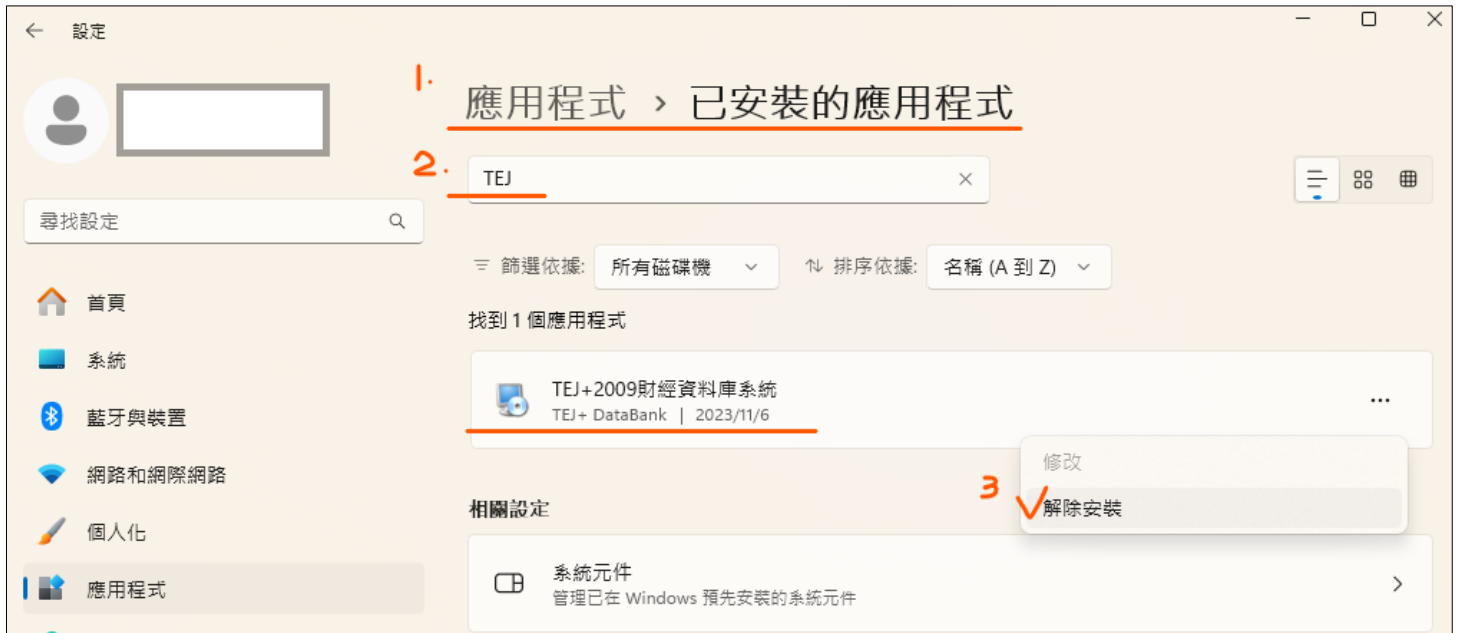 設定
1.
應用程式 › 已安裝的應用程式
2.
TEJ
尋找設定
篩選依據: 所有磁碟機 排序依據: 名稱 (A 到 Z)
首頁
找到 1 個應用程式
系統
TEJ+2009財經資料庫系統
TEJ+ DataBank | 2023/11/6
藍牙與裝置
修改
網路和網際網路
3
解除安裝
相關設定
個人化
系統元件
管理已在 Windows 預先安裝的系統元件
應用程式